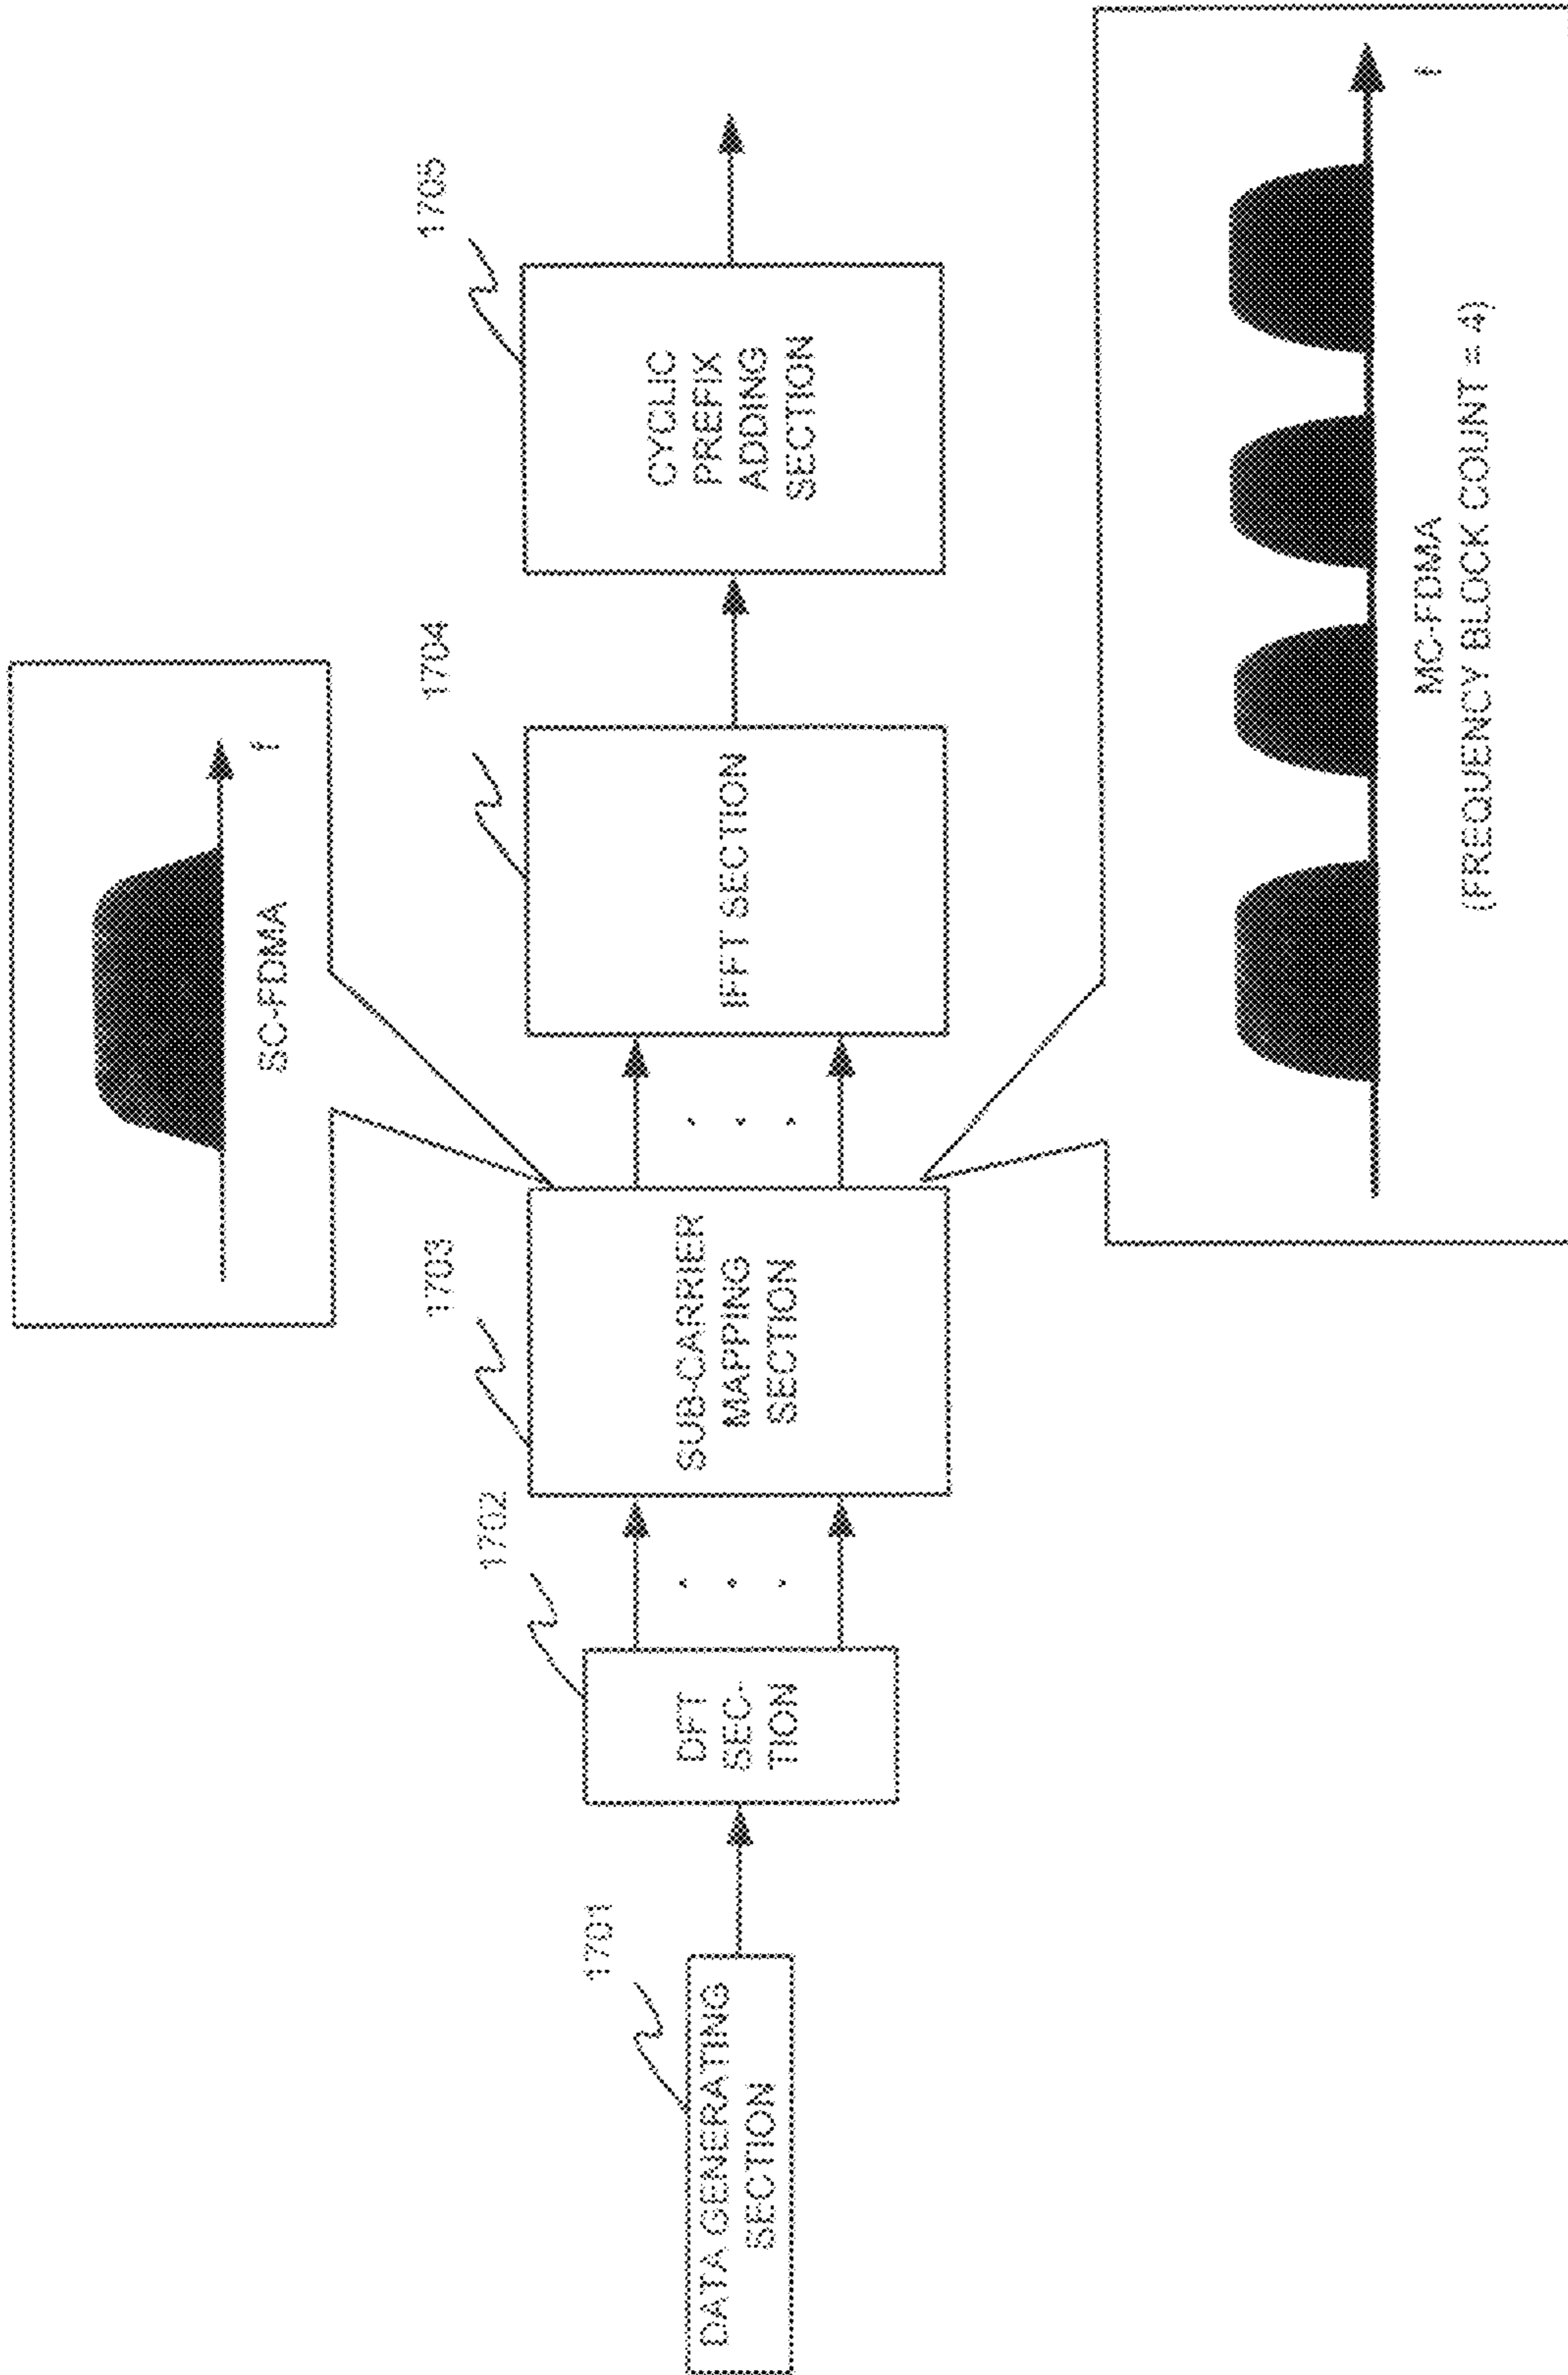 SC-FDMA
f
1701
DATA GENERATING
SECTION
1702
DFT
SEC-
TION
1703
SUB-CARRIER
MAPPING
SECTION
1704
IFFT SECTION
1705
CYCLIC
PREFIX
ADDING
SECTION
f
MC-FDMA
(FREQUENCY BLOCK COUNT = 4)